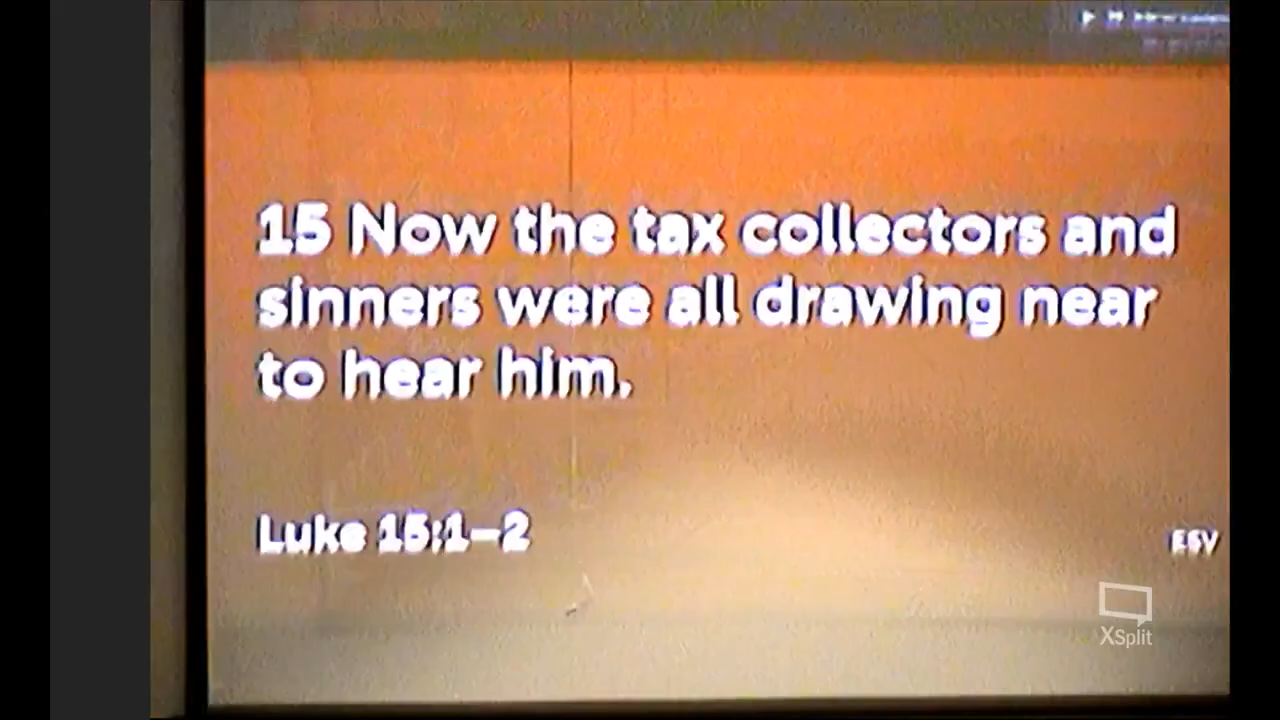 15 Now the tax collectors and
sinners were all drawing near
to hear him.
Luke 15:1–2
ESV
XSplit